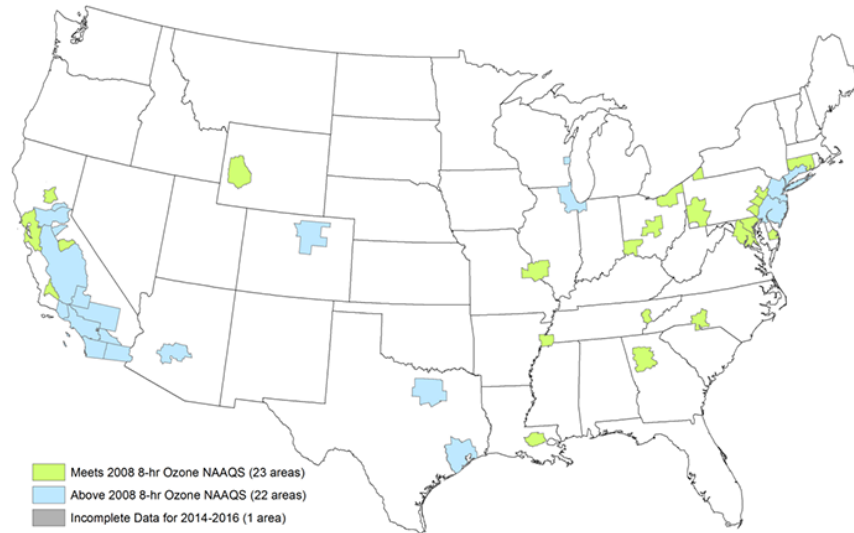 Meets 2008 8-hr Ozone NAAQS (23 areas)
Above 2008 8-hr Ozone NAAQS (22 areas)
Incomplete Data for 2014-2016 (1 area)